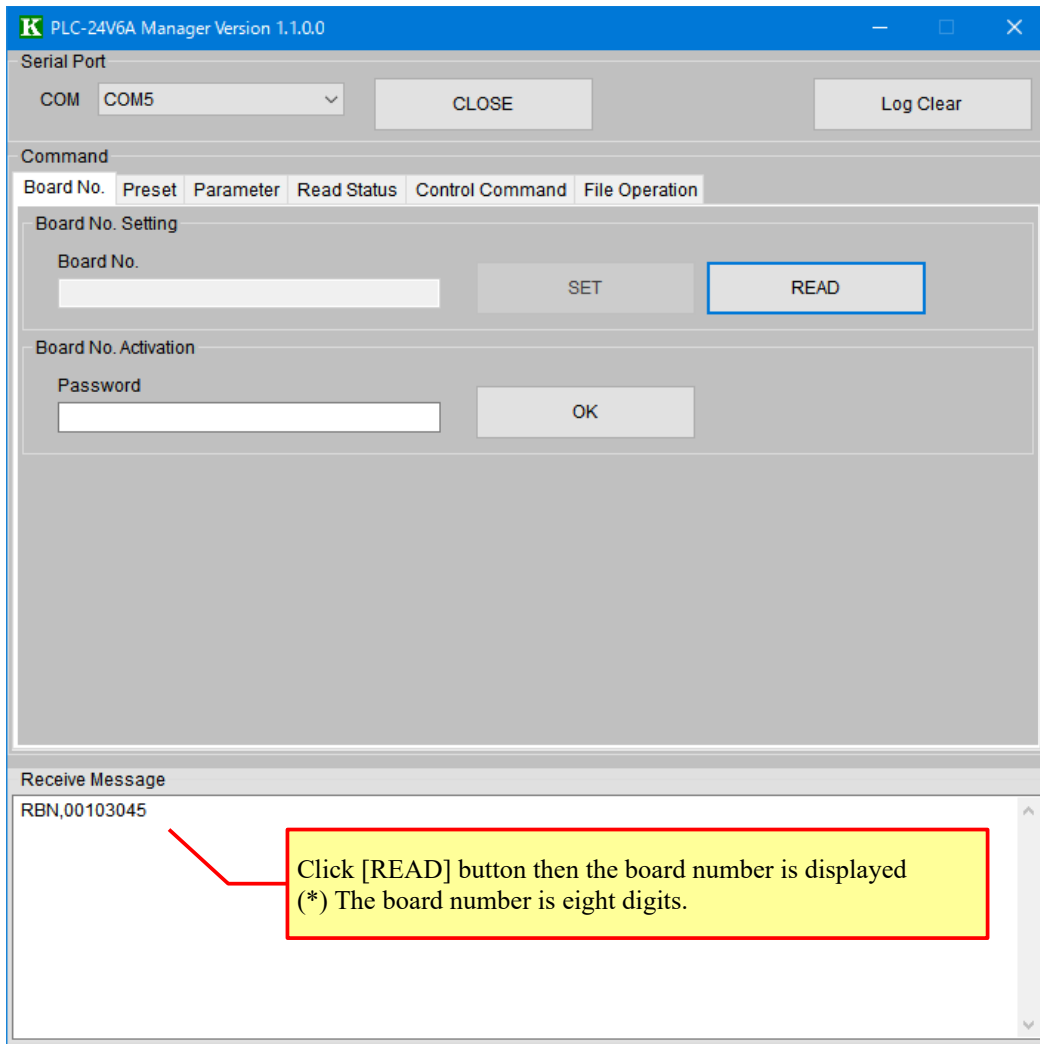 K PLC-24V6A Manager Version 1.1.0.0
Serial Port
COM COM5 CLOSE Log Clear
Command
Board No. Preset Parameter Read Status Control Command File Operation
Board No. Setting
Board No.
SET READ
Board No. Activation
Password
OK
Receive Message
RBN,00103045
Click [READ] button then the board number is displayed
(*) The board number is eight digits.